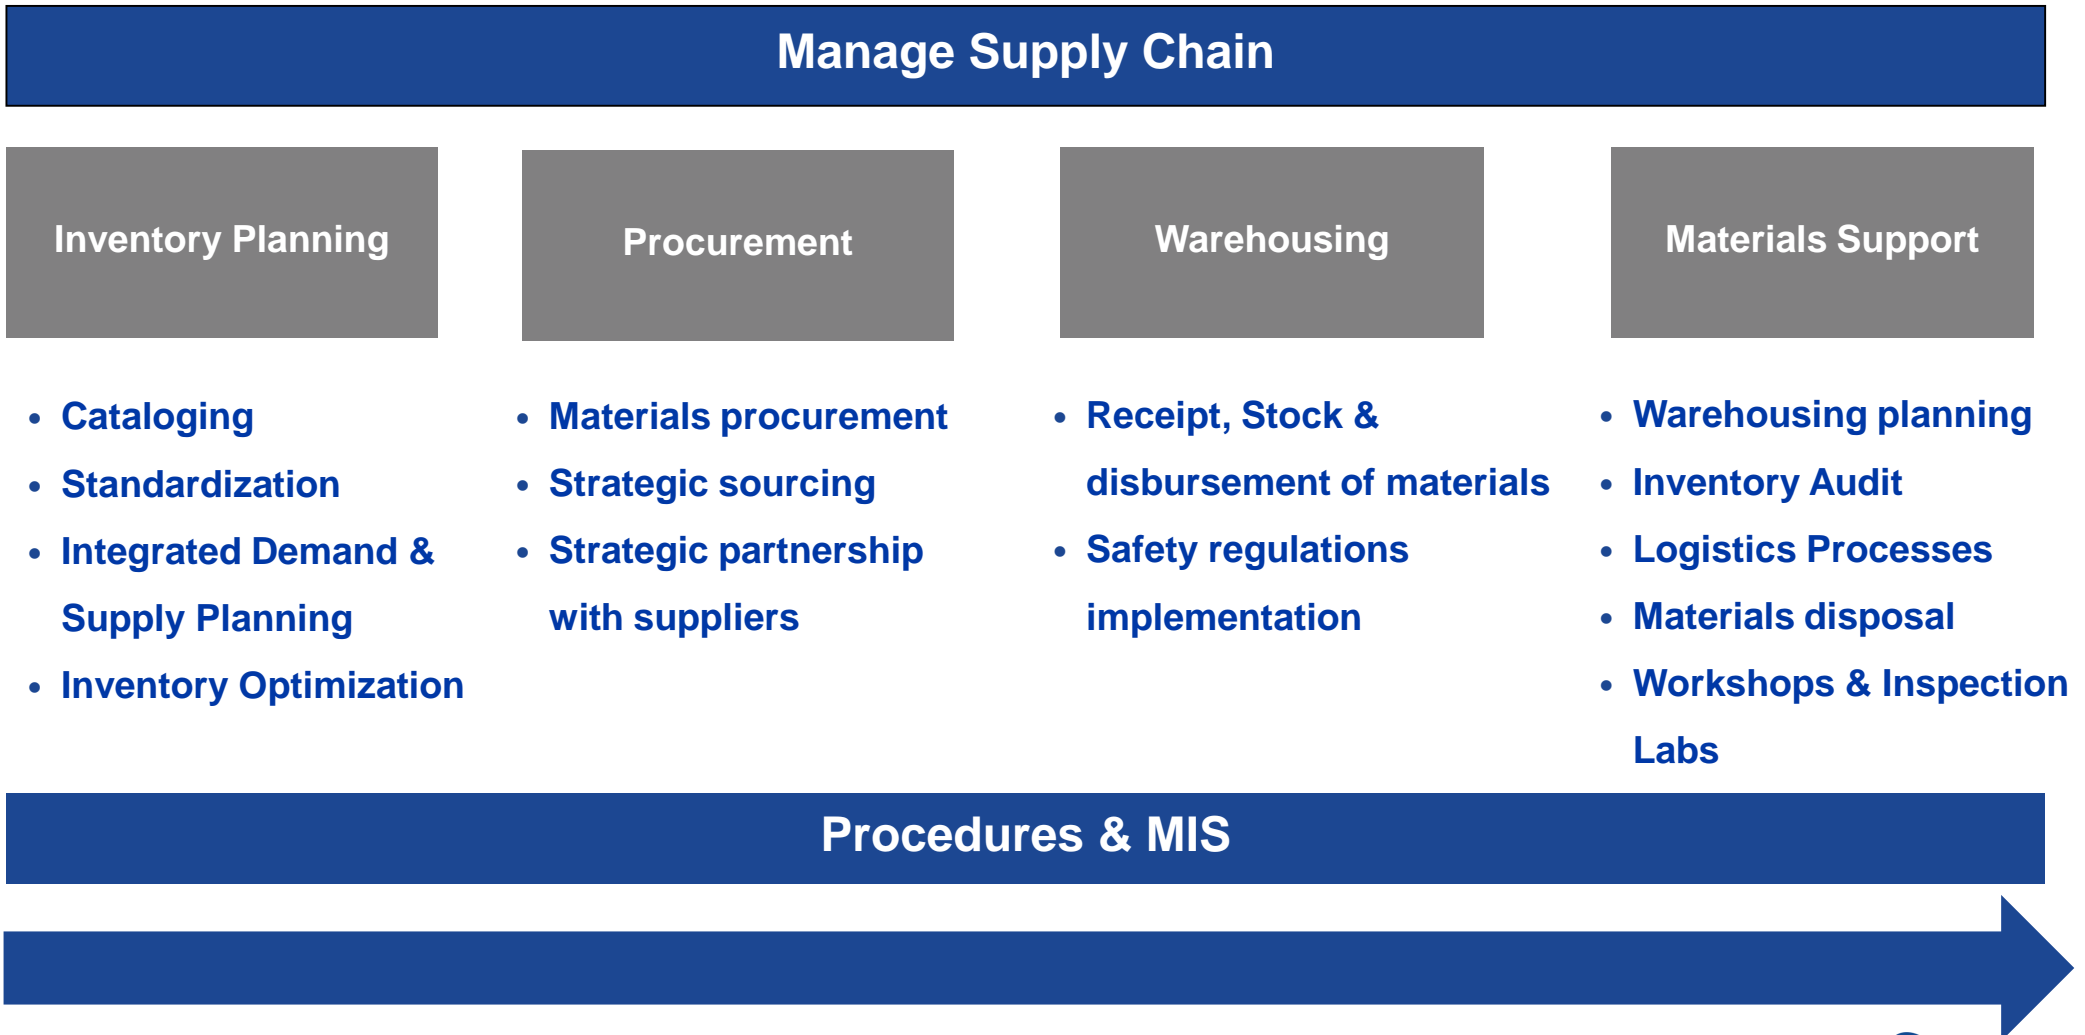 Manage Supply Chain
Inventory Planning
Procurement
Warehousing
Materials Support
• Cataloging
• Standardization
• Integrated Demand &
Supply Planning
• Inventory Optimization
• Materials procurement
• Strategic sourcing
• Strategic partnership
with suppliers
• Receipt, Stock &
disbursement of materials
• Safety regulations
implementation
• Warehousing planning
• Inventory Audit
• Logistics Processes
• Materials disposal
• Workshops & Inspection
Labs
Procedures & MIS